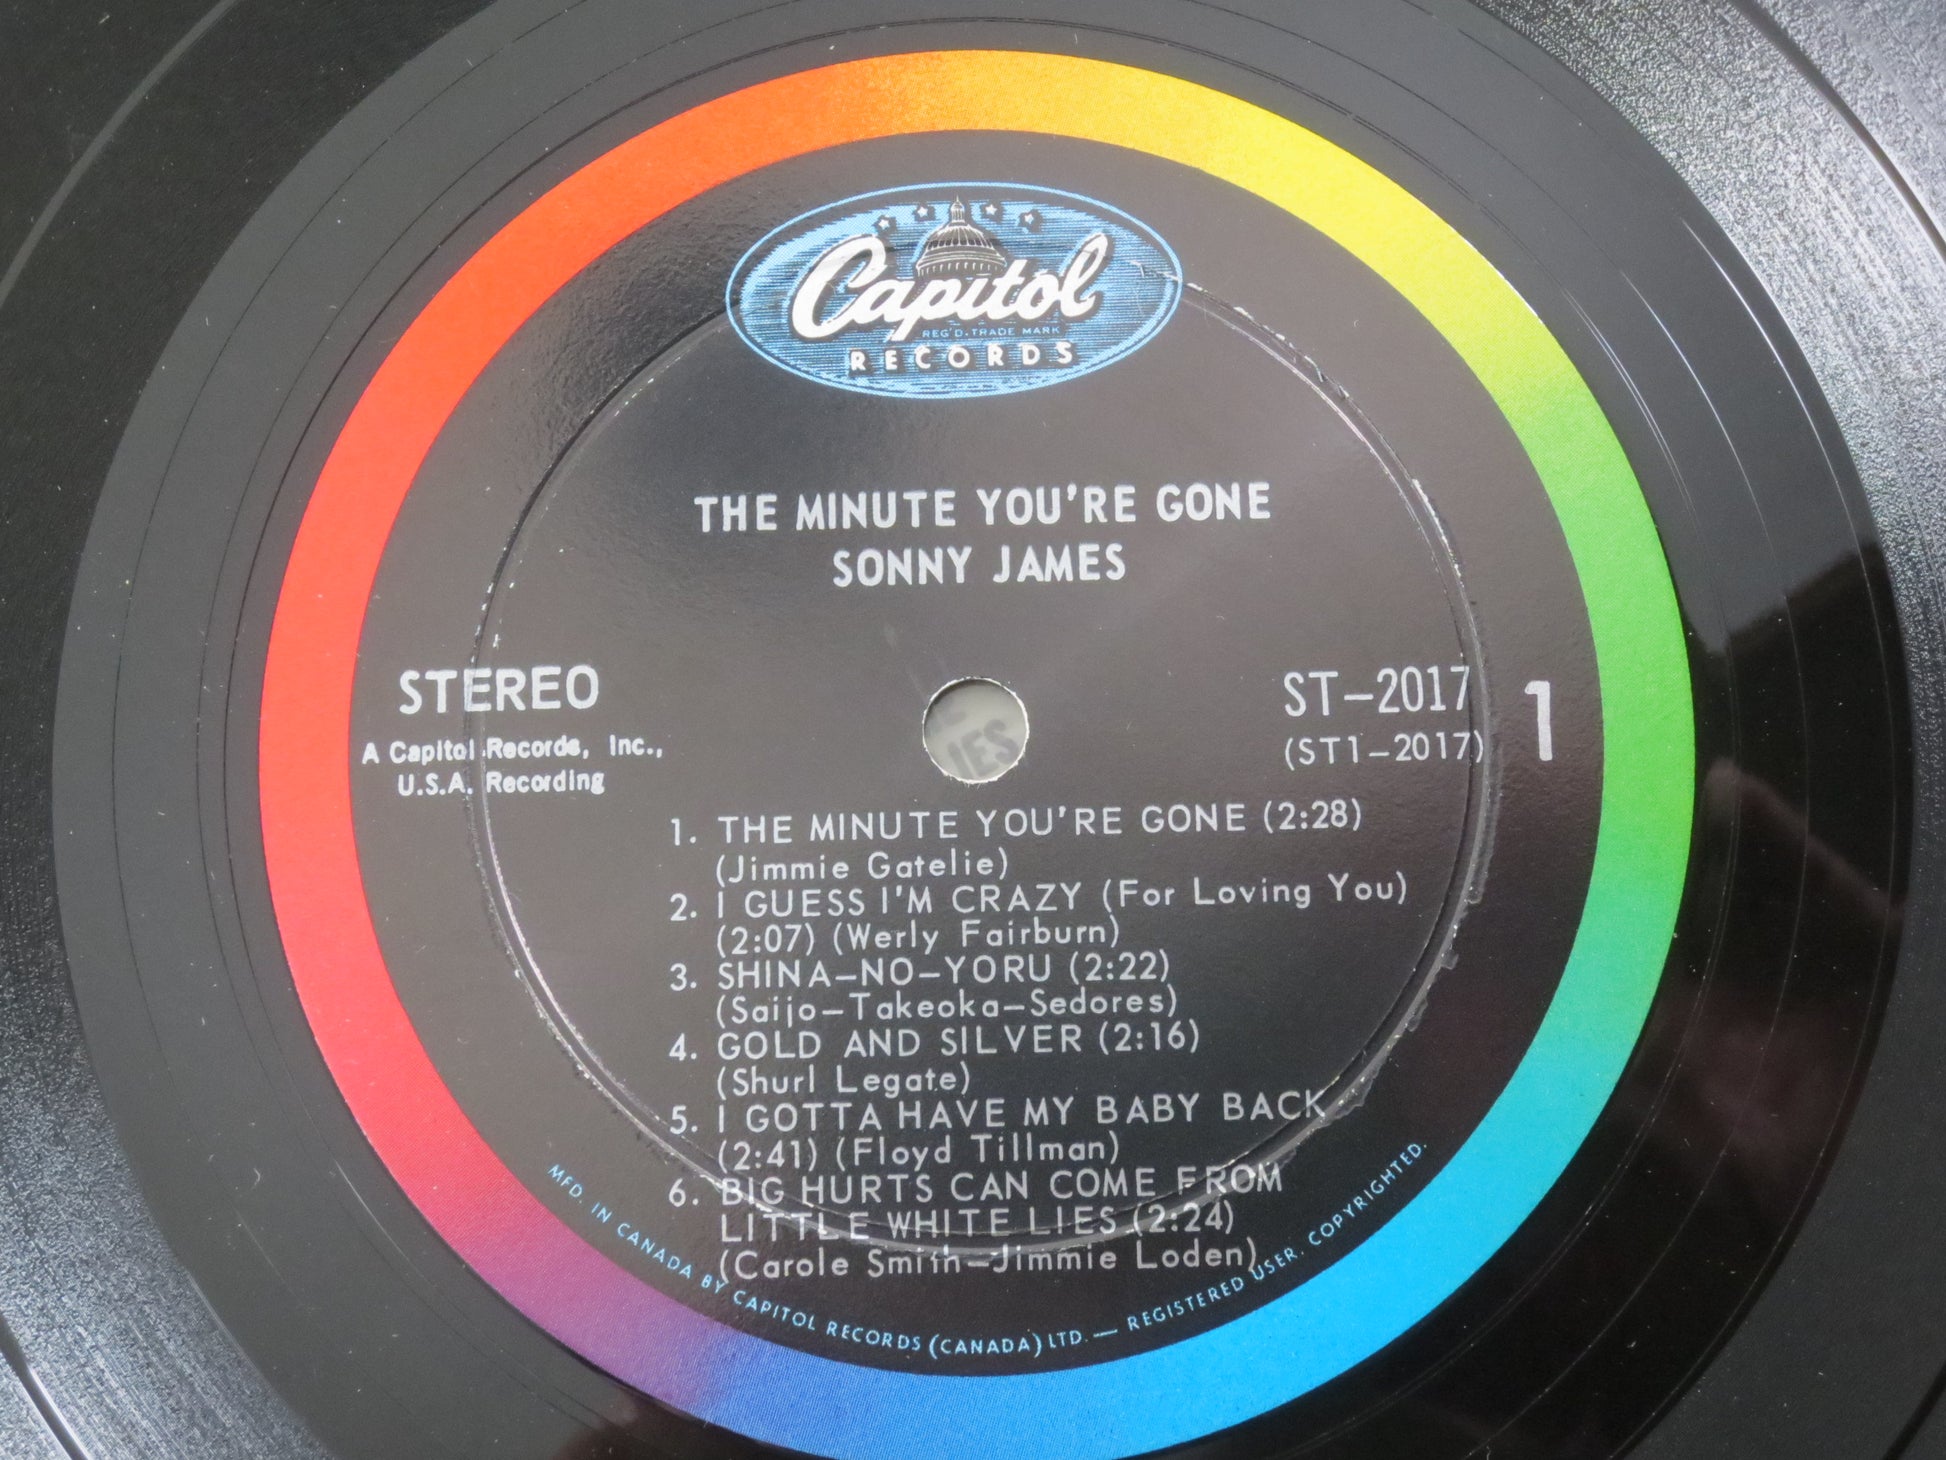 Capitol
REG'D. TRADE MARK
RECORDS
THE MINUTE YOU'RE GONE
SONNY JAMES
STEREO
A Capitol Records, Inc.,
U.S.A. Recording
ST-2017
(ST1-2017)
1
1. THE MINUTE YOU'RE GONE (2:28)
(Jimmie Gatelie)
2. I GUESS I'M CRAZY (For Loving You)
(2:07) (Werly Fairburn)
3. SHINA-NO-YORU (2:22)
(Saijo-Takeoka-Sedores)
4. GOLD AND SILVER (2:16)
(Shurl Legate)
5. I GOTTA HAVE MY BABY BACK
(2:41) (Floyd Tillman)
6. BIG HURTS CAN COME FROM
LITTLE WHITE LIES (2:24)
(Carole Smith-Jimmie Loden)
MFD. IN CANADA BY CAPITOL RECORDS (CANADA) LTD. — REGISTERED USER. COPYRIGHTED.